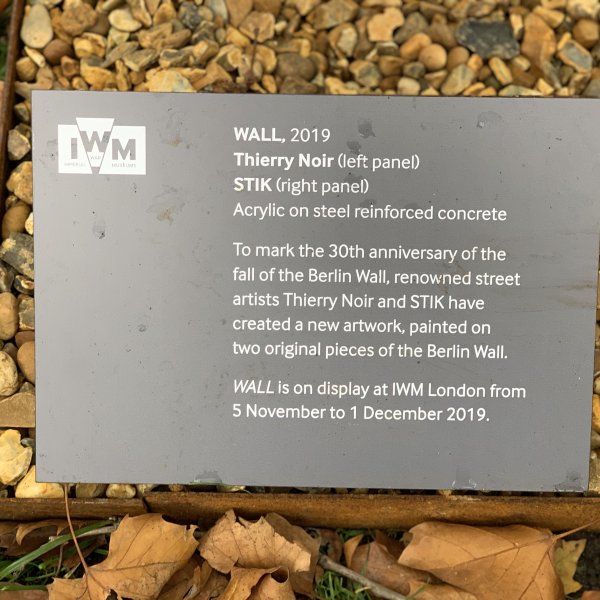 IWM
IMPERIAL WAR MUSEUMS
WALL, 2019
Thierry Noir (left panel)
STIK (right panel)
Acrylic on steel reinforced concrete
To mark the 30th anniversary of the
fall of the Berlin Wall, renowned street
artists Thierry Noir and STIK have
created a new artwork, painted on
two original pieces of the Berlin Wall.
WALL is on display at IWM London from
5 November to 1 December 2019.